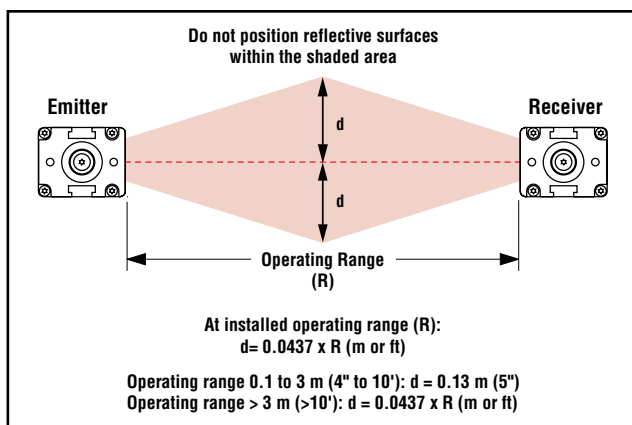 Do not position reflective surfaces
within the shaded area
Emitter
Receiver
d
d
Operating Range
(R)
At installed operating range (R):
d= 0.0437 x R (m or ft)
Operating range 0.1 to 3 m (4" to 10'): d = 0.13 m (5")
Operating range > 3 m (>10'): d = 0.0437 x R (m or ft)